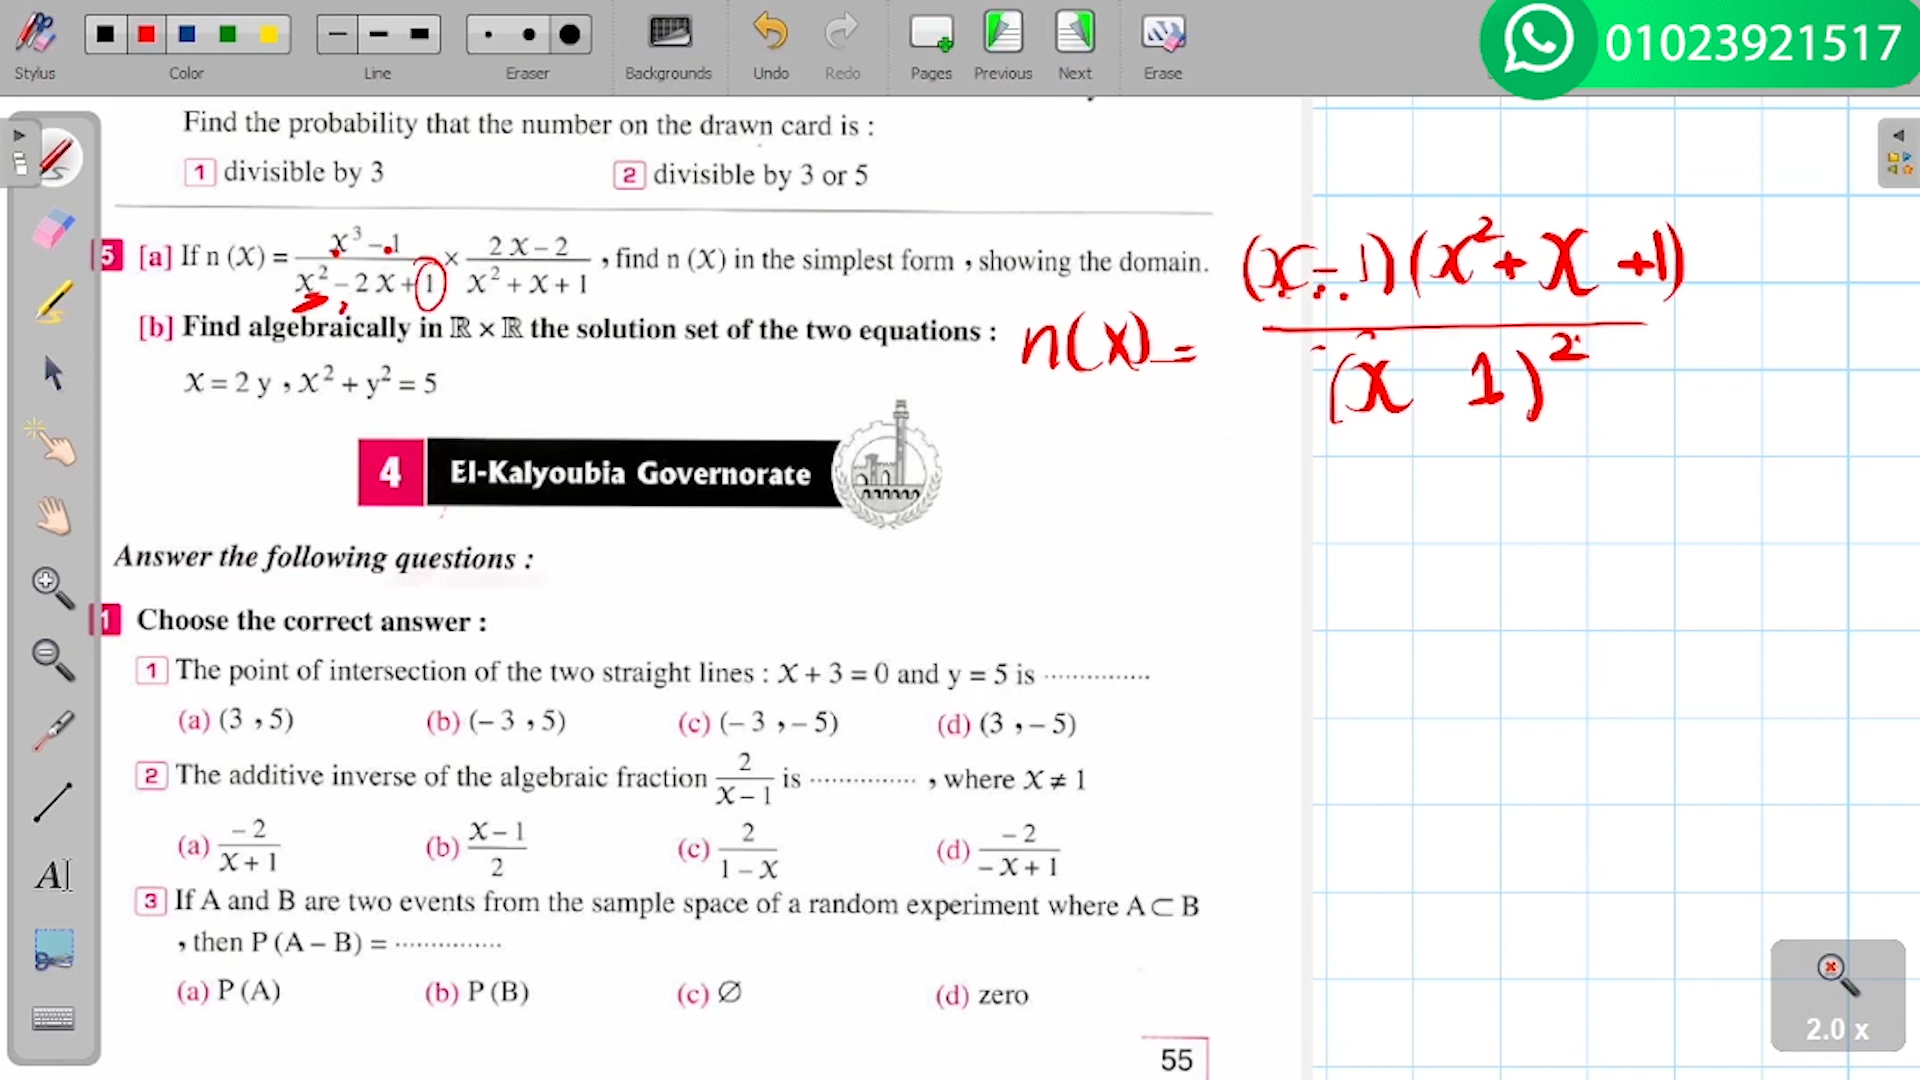 Stylus Color Line Eraser Backgrounds Undo Redo Pages Previous Next Erase
01023921517
Find the probability that the number on the drawn card is :
1 divisible by 3 2 divisible by 3 or 5
5 [a] If n (X) = (X³ – 1)/(X² – 2 X + 1) × (2 X – 2)/(X² + X + 1) , find n (X) in the simplest form , showing the domain.
[b] Find algebraically in ℝ × ℝ the solution set of the two equations :
X = 2 y , X² + y² = 5
n(x) = (x – 1)(x² + x + 1)
(x 1)²
4 El-Kalyoubia Governorate
Answer the following questions :
1 Choose the correct answer :
1 The point of intersection of the two straight lines : X + 3 = 0 and y = 5 is ...............
(a) (3 , 5) (b) (– 3 , 5) (c) (– 3 , – 5) (d) (3 , – 5)
2 The additive inverse of the algebraic fraction 2/(X – 1) is ............... , where X ≠ 1
(a) – 2/(X + 1) (b) (X – 1)/2 (c) 2/(1 – X) (d) – 2/(– X + 1)
3 If A and B are two events from the sample space of a random experiment where A ⊂ B
, then P (A – B) = ...............
(a) P (A) (b) P (B) (c) ∅ (d) zero
55
2.0 x